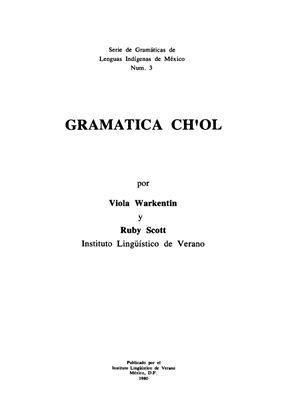 Serie de Gramáticas de
Lenguas Indígenas de México
Num. 3
GRAMATICA CH'OL
por
Viola Warkentin
y
Ruby Scott
Instituto Lingüístico de Verano
Publicado por el
Instituto Lingüístico de Verano
México, D.F.
1980